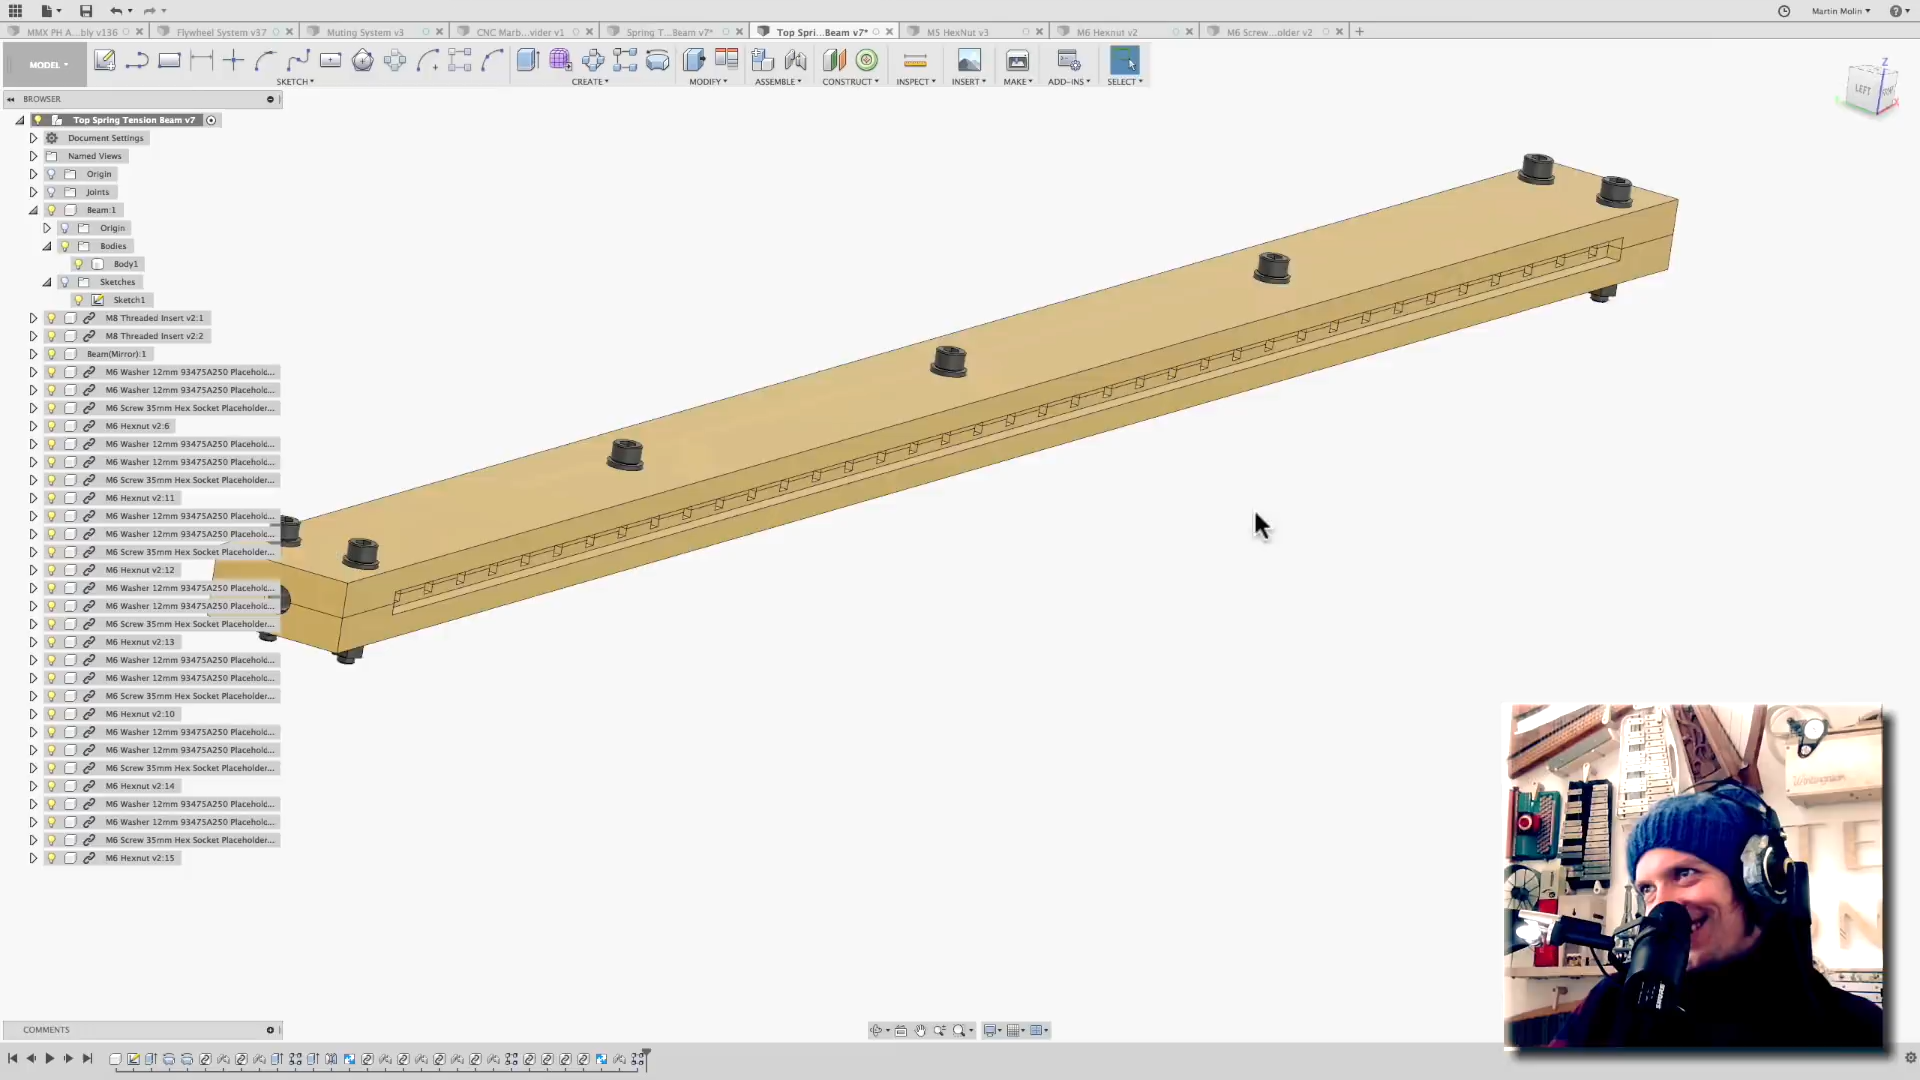 Martin Molin
MMX PH A...bly v136
Flywheel System v37
Muting System v3
CNC Marb...vider v1
Spring T...Beam v7*
Top Spri...Beam v7*
M5 HexNut v3
M6 Hexnut v2
M6 Screw...older v2
MODEL
SKETCH
CREATE
MODIFY
ASSEMBLE
CONSTRUCT
INSPECT
INSERT
MAKE
ADD-INS
SELECT
Z
LEFT
X
BROWSER
Top Spring Tension Beam v7
Document Settings
Named Views
Origin
Joints
Beam:1
Origin
Bodies
Body1
Sketches
Sketch1
M8 Threaded Insert v2:1
M8 Threaded Insert v2:2
Beam(Mirror):1
M6 Washer 12mm 93475A250 Placehold...
M6 Washer 12mm 93475A250 Placehold...
M6 Screw 35mm Hex Socket Placeholder...
M6 Hexnut v2:6
M6 Washer 12mm 93475A250 Placehold...
M6 Washer 12mm 93475A250 Placehold...
M6 Screw 35mm Hex Socket Placeholder...
M6 Hexnut v2:11
M6 Washer 12mm 93475A250 Placehold...
M6 Washer 12mm 93475A250 Placehold...
M6 Screw 35mm Hex Socket Placeholder...
M6 Hexnut v2:12
M6 Washer 12mm 93475A250 Placehold...
M6 Washer 12mm 93475A250 Placehold...
M6 Screw 35mm Hex Socket Placeholder...
M6 Hexnut v2:13
M6 Washer 12mm 93475A250 Placehold...
M6 Washer 12mm 93475A250 Placehold...
M6 Screw 35mm Hex Socket Placeholder...
M6 Hexnut v2:10
M6 Washer 12mm 93475A250 Placehold...
M6 Washer 12mm 93475A250 Placehold...
M6 Screw 35mm Hex Socket Placeholder...
M6 Hexnut v2:14
M6 Washer 12mm 93475A250 Placehold...
M6 Washer 12mm 93475A250 Placehold...
M6 Screw 35mm Hex Socket Placeholder...
M6 Hexnut v2:15
Wintergatan
SHURE
COMMENTS